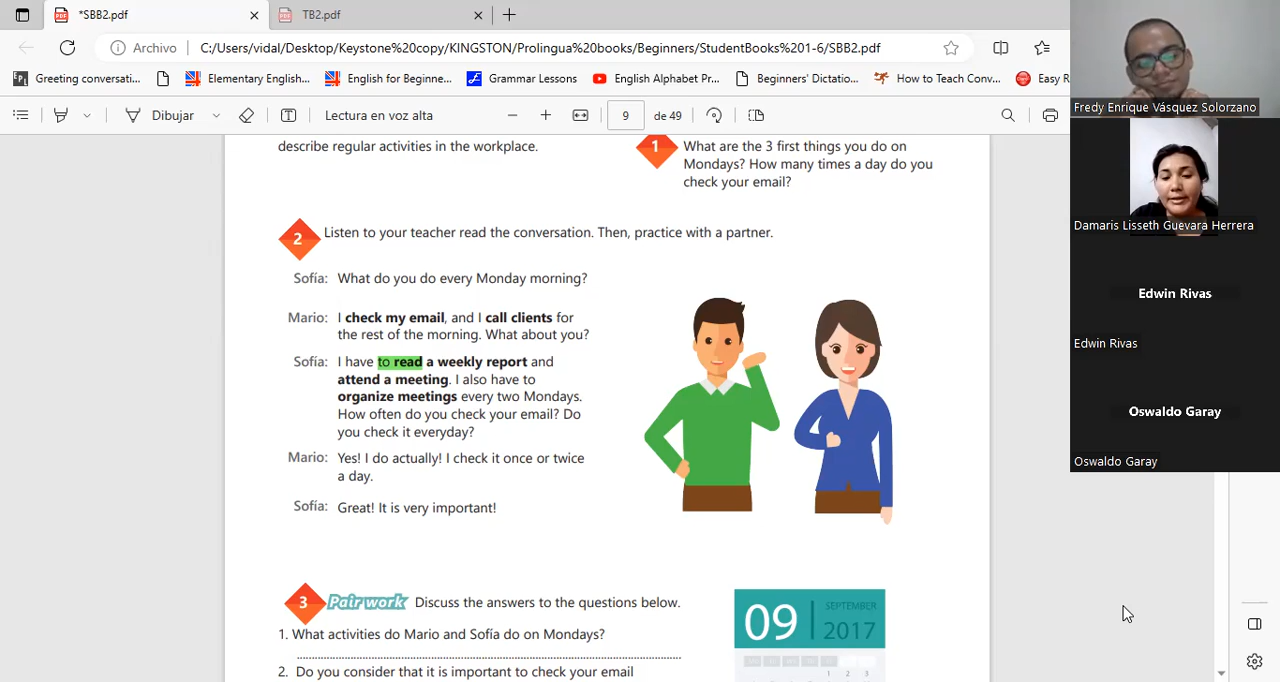 *SBB2.pdf
TB2.pdf
Archivo
C:/Users/vidal/Desktop/Keystone%20copy/KINGSTON/Prolingua%20books/Beginners/StudentBooks%201-6/SBB2.pdf
Greeting conversati...
Elementary English...
English for Beginne...
Grammar Lessons
English Alphabet Pr...
Beginners' Dictatio...
How to Teach Conv...
Easy R
Dibujar
Lectura en voz alta
9
de 49
describe regular activities in the workplace.
1
What are the 3 first things you do on
Mondays? How many times a day do you
check your email?
2
Listen to your teacher read the conversation. Then, practice with a partner.
Sofía: What do you do every Monday morning?
Mario: I check my email, and I call clients for
the rest of the morning. What about you?
Sofía: I have to read a weekly report and
attend a meeting. I also have to
organize meetings every two Mondays.
How often do you check your email? Do
you check it everyday?
Mario: Yes! I do actually! I check it once or twice
a day.
Sofía: Great! It is very important!
3
Pair work Discuss the answers to the questions below.
1. What activities do Mario and Sofía do on Mondays?
2. Do you consider that it is important to check your email
09
SEPTEMBER
2017
1 2 3
Fredy Enrique Vásquez Solorzano
Damaris Lisseth Guevara Herrera
Edwin Rivas
Edwin Rivas
Oswaldo Garay
Oswaldo Garay